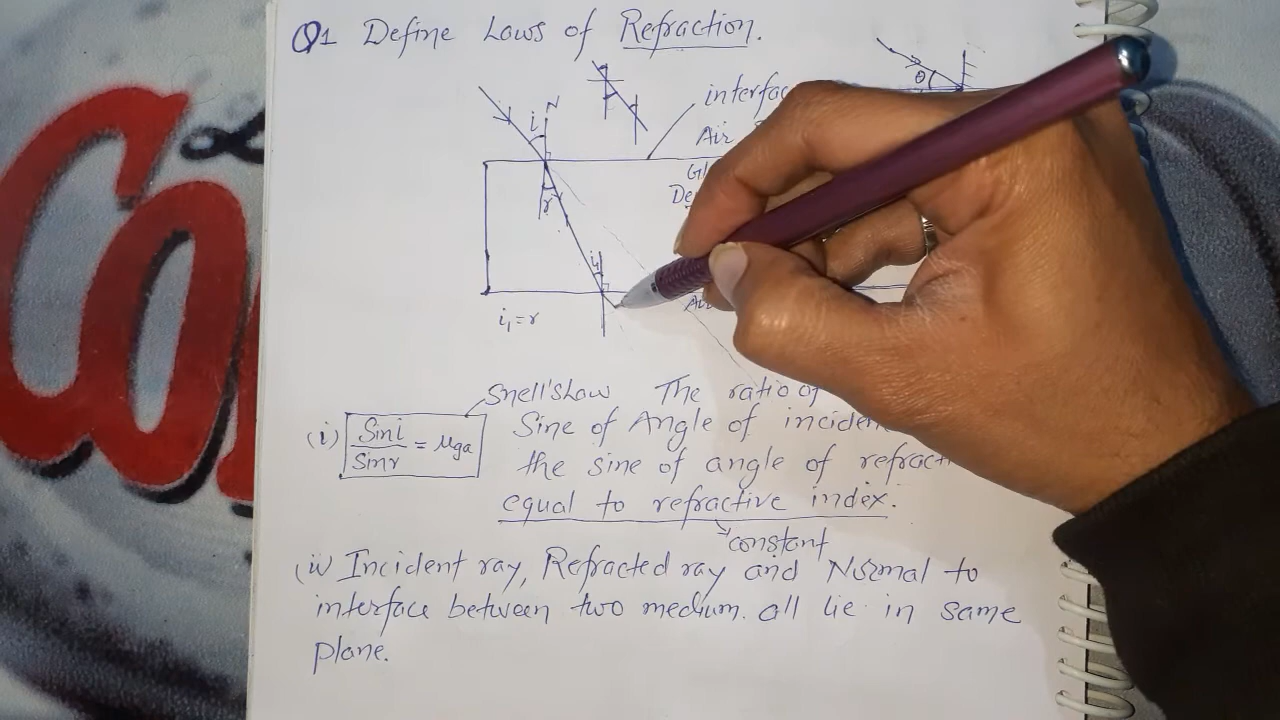 Q1 Define Laws of Refraction.
θ
N
i
interfac
Air
r
i₁
i₁=r
Snell's Law The ratio of
(i) Sini/Sinr = μga Sine of Angle of inciden
the sine of angle of refract
equal to refractive index.
constant
(ii) Incident ray, Refracted ray and Normal to
interface between two medium. all lie in same
plane.